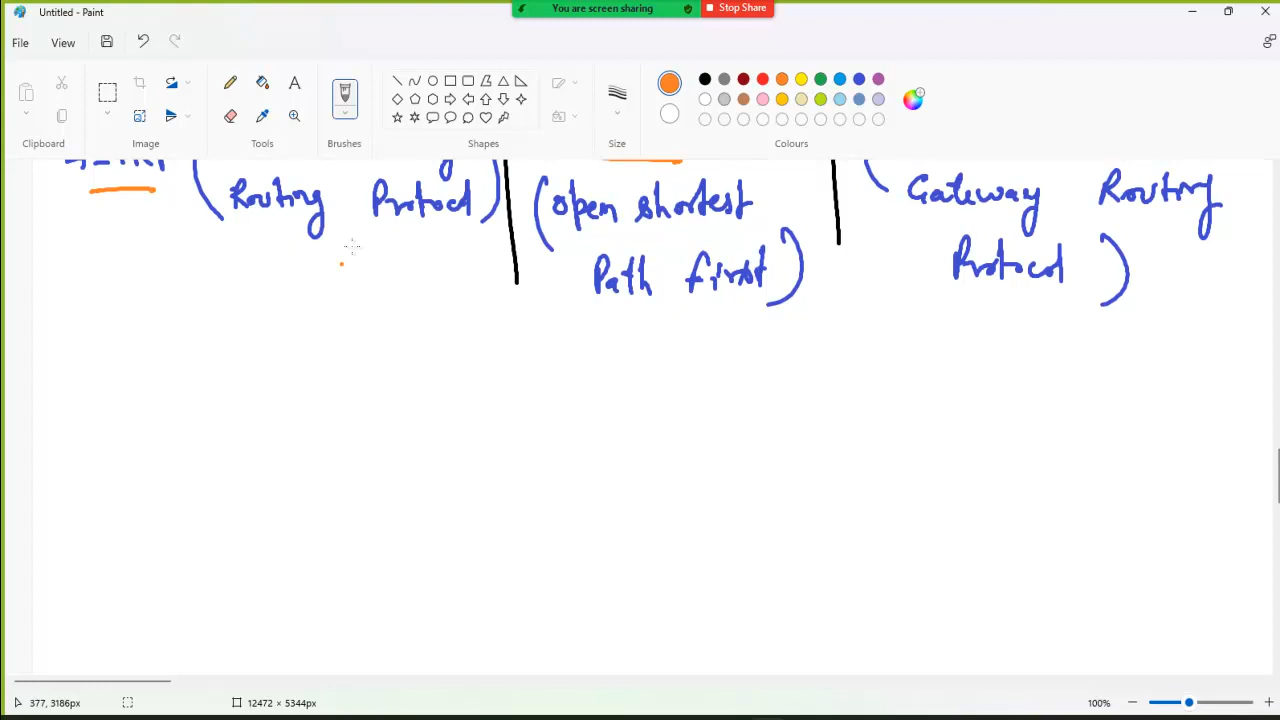 You are screen sharing
Stop Share
Untitled - Paint
File View
Clipboard Image Tools Brushes Shapes Size Colours
Routing Protocol) (open shortest Path first) (Gateway Routing Protocol)
377, 3186px
12472 × 5344px
100%